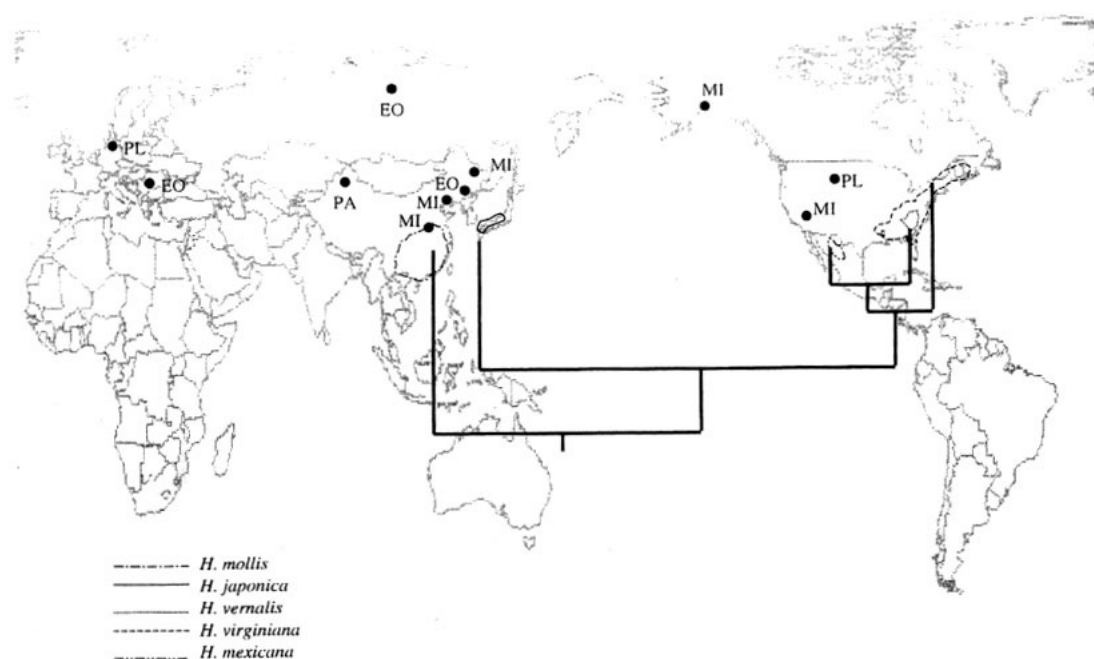 MI
EO
PL
MI
EO
EO
PA
MI
PL
MI
MI
H. mollis
H. japonica
H. vernalis
H. virginiana
H. mexicana